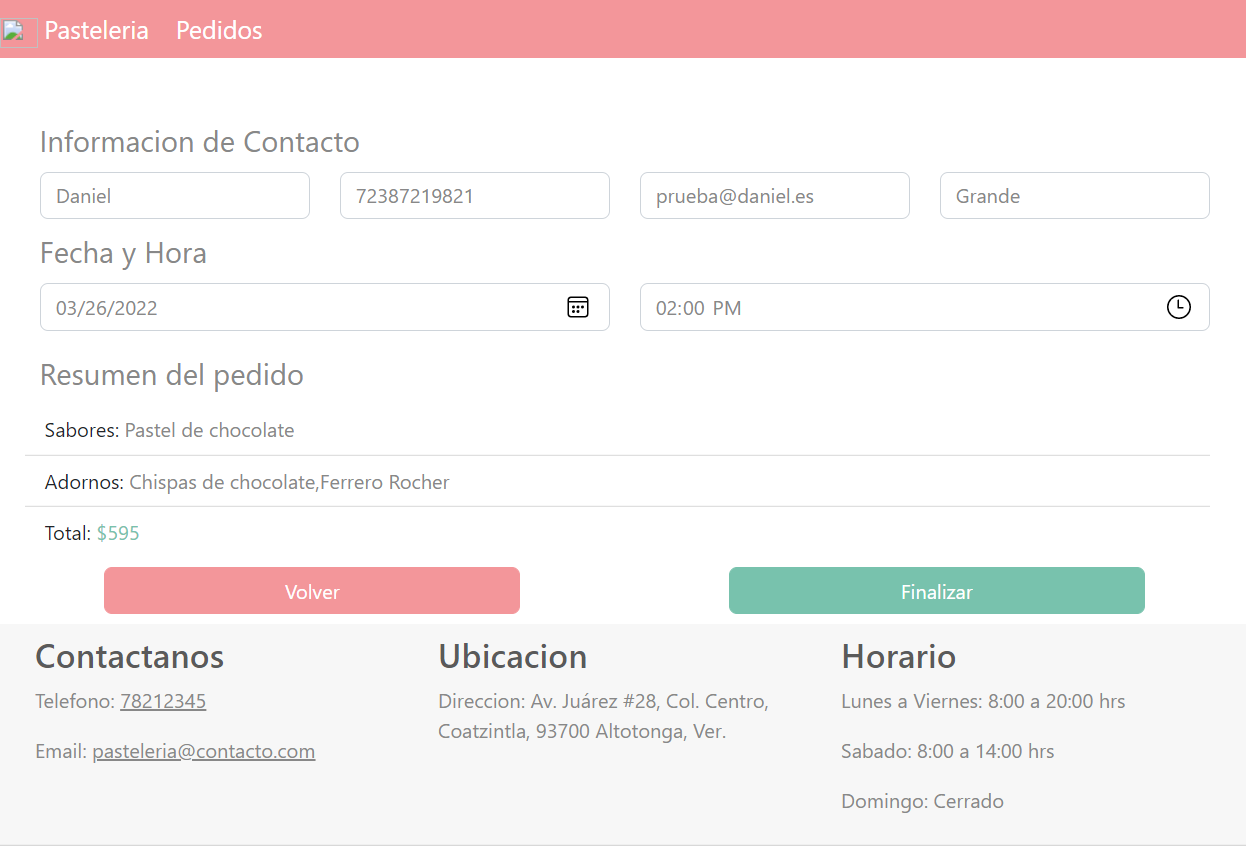 Pasteleria Pedidos
Informacion de Contacto
Daniel 72387219821 prueba@daniel.es Grande
Fecha y Hora
03/26/2022 02:00 PM
Resumen del pedido
Sabores: Pastel de chocolate
Adornos: Chispas de chocolate,Ferrero Rocher
Total: $595
Volver Finalizar
Contactanos
Telefono: 78212345
Email: pasteleria@contacto.com
Ubicacion
Direccion: Av. Juárez #28, Col. Centro,
Coatzintla, 93700 Altotonga, Ver.
Horario
Lunes a Viernes: 8:00 a 20:00 hrs
Sabado: 8:00 a 14:00 hrs
Domingo: Cerrado